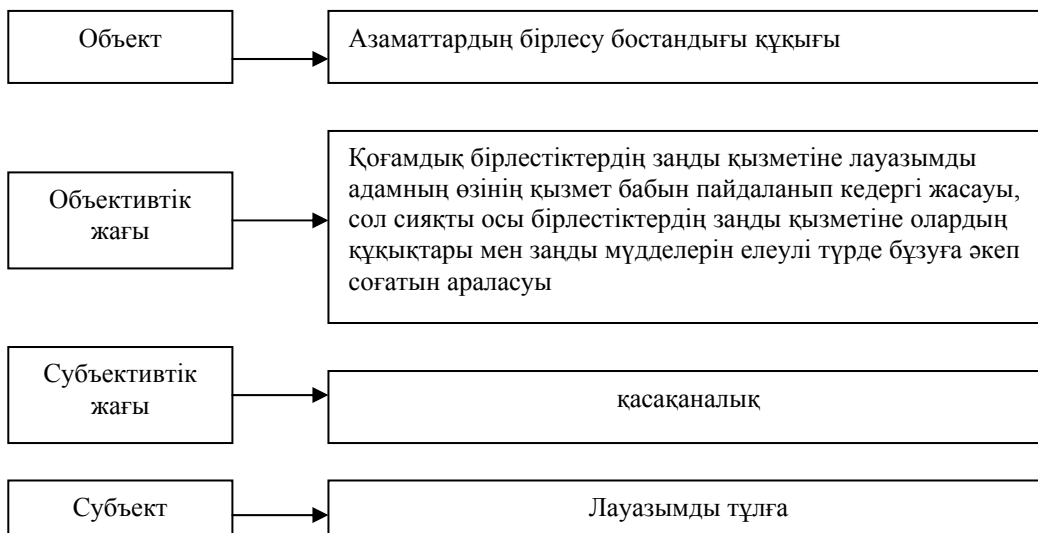 Объект
Азаматтардың бірлесу бостандығы құқығы
Объективтік
жағы
Қоғамдық бірлестіктердің заңды қызметіне лауазымды
адамның өзінің қызмет бабын пайдаланып кедергі жасауы,
сол сияқты осы бірлестіктердің заңды қызметіне олардың
құқықтары мен заңды мүдделерін елеулі түрде бұзуға әкеп
соғатын араласуы
Субъективтік
жағы
қасақаналық
Субъект
Лауазымды тұлға